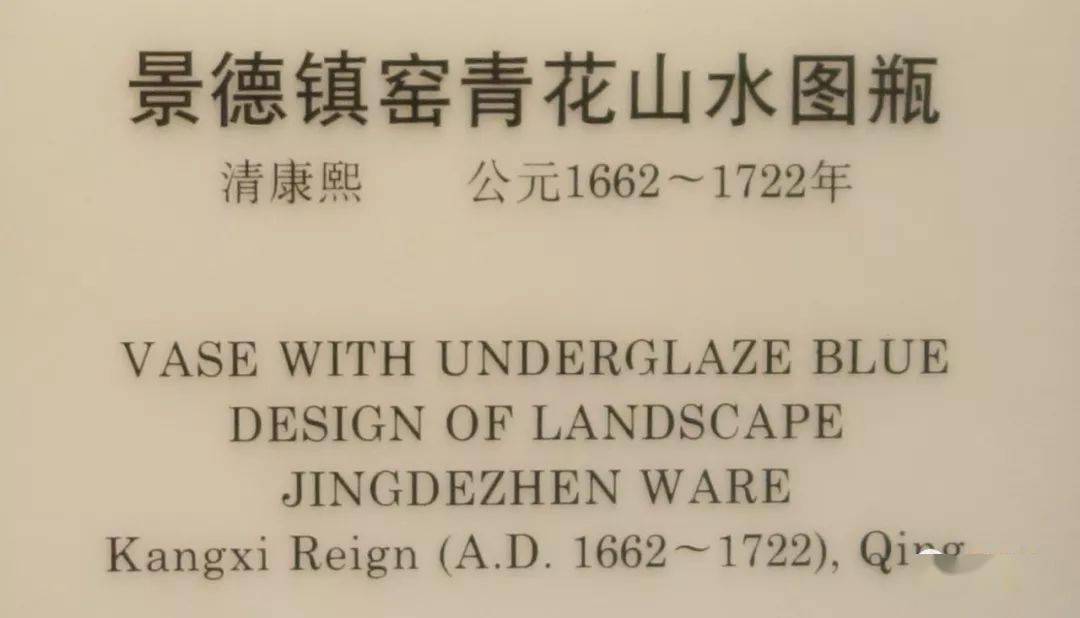 景德镇窑青花山水图瓶
清康熙 公元1662～1722年
VASE WITH UNDERGLAZE BLUE
DESIGN OF LANDSCAPE
JINGDEZHEN WARE
Kangxi Reign (A.D. 1662～1722), Qing